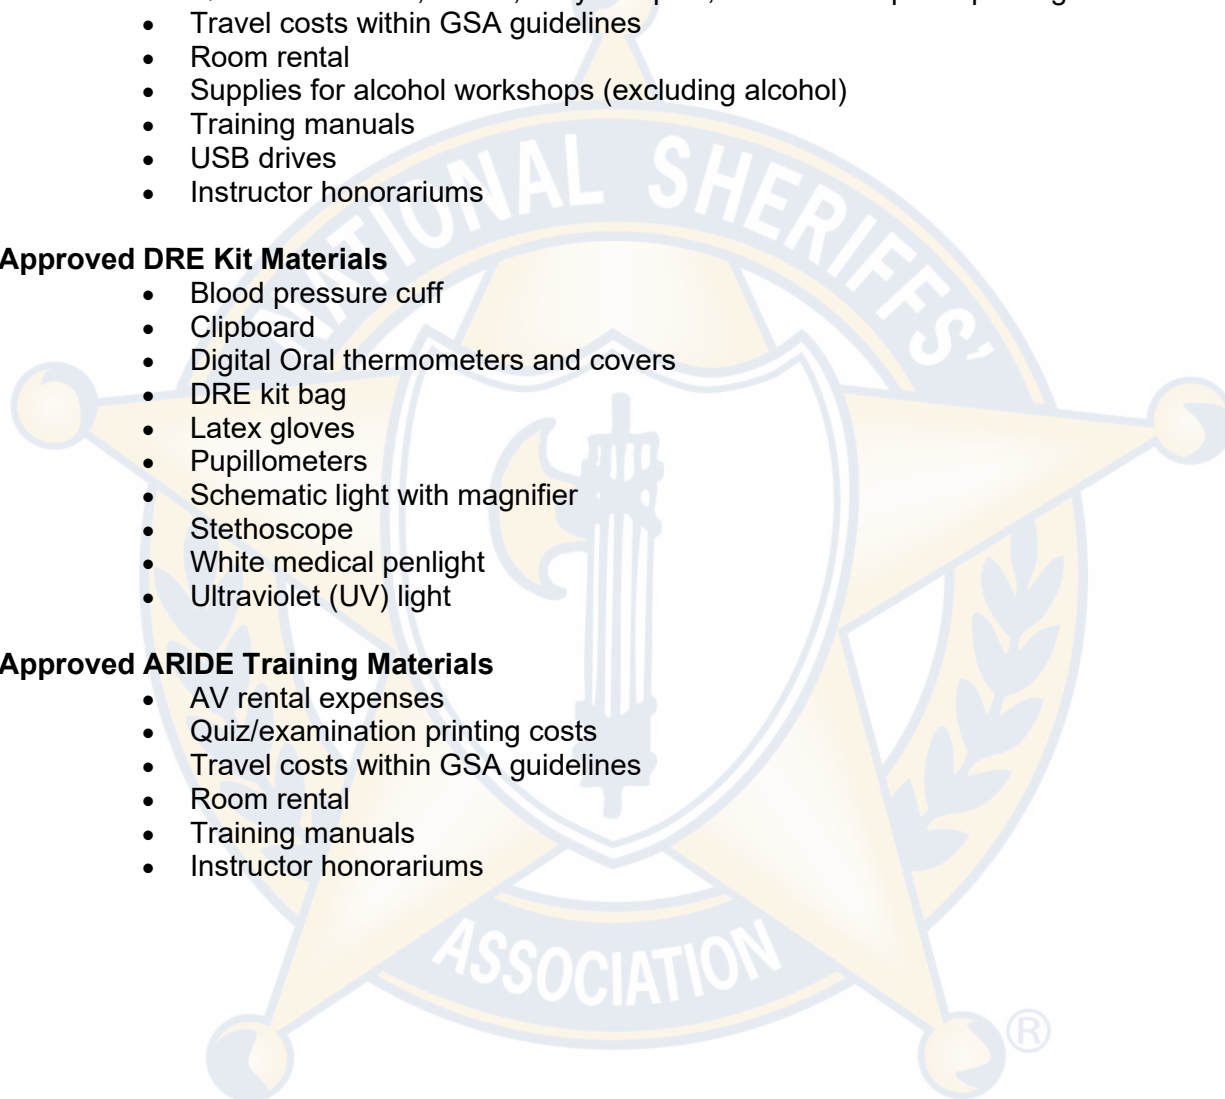 • Travel costs within GSA guidelines
• Room rental
• Supplies for alcohol workshops (excluding alcohol)
• Training manuals
• USB drives
• Instructor honorariums
Approved DRE Kit Materials
• Blood pressure cuff
• Clipboard
• Digital Oral thermometers and covers
• DRE kit bag
• Latex gloves
• Pupillometers
• Schematic light with magnifier
• Stethoscope
• White medical penlight
• Ultraviolet (UV) light
Approved ARIDE Training Materials
• AV rental expenses
• Quiz/examination printing costs
• Travel costs within GSA guidelines
• Room rental
• Training manuals
• Instructor honorariums
NATIONAL SHERIFFS'
ASSOCIATION
®